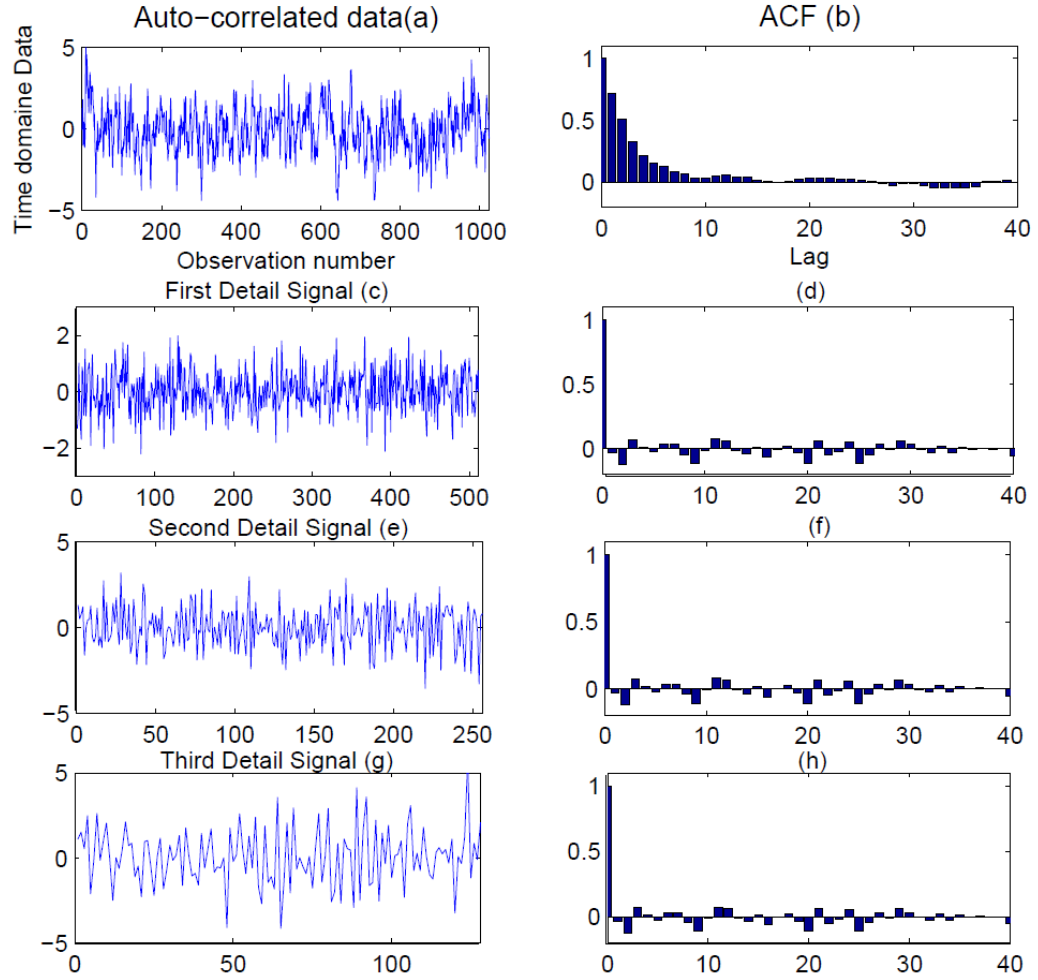 Auto−correlated data(a)
ACF (b)
Time domaine Data
5
0
−5
0 200 400 600 800 1000
Observation number
1
0.5
0
0 10 20 30 40
Lag
First Detail Signal (c)
2
0
−2
0 100 200 300 400 500
(d)
1
0.5
0
0 10 20 30 40
Second Detail Signal (e)
5
0
−5
0 50 100 150 200 250
(f)
1
0.5
0
0 10 20 30 40
Third Detail Signal (g)
5
0
−5
0 50 100
(h)
1
0.5
0
0 10 20 30 40